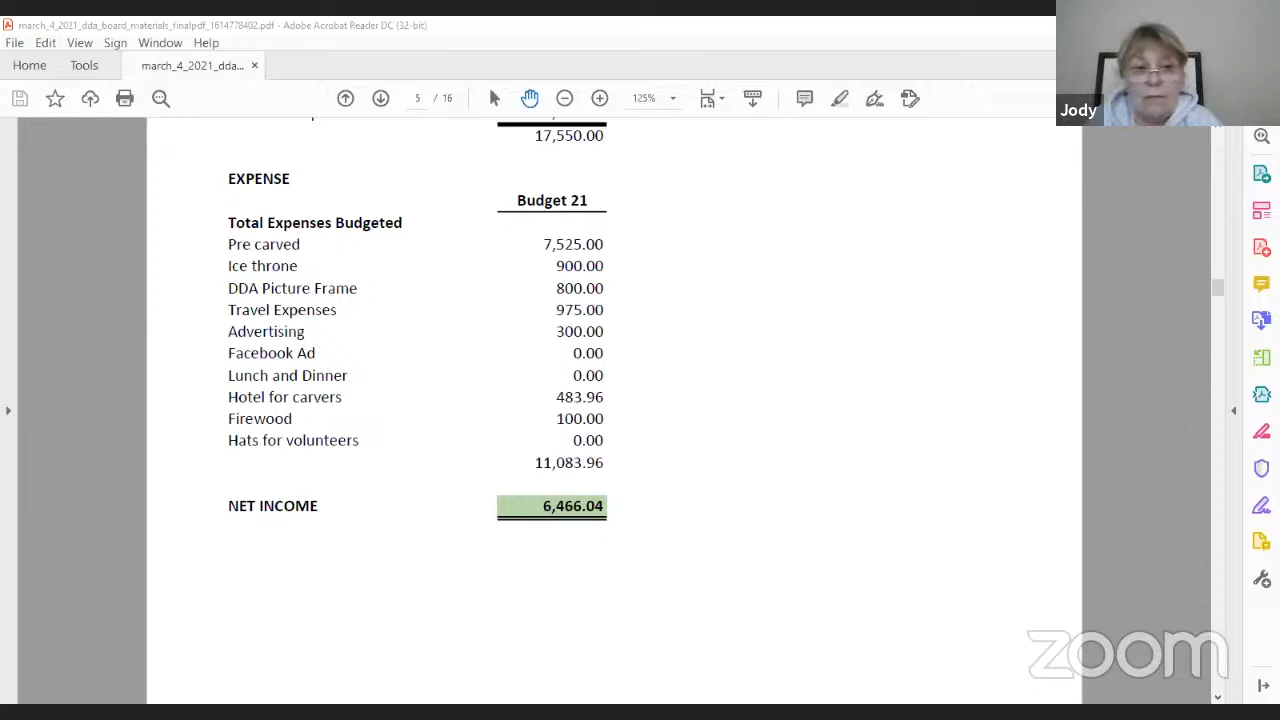 march_4_2021_dda_board_materials_finalpdf_1614778402.pdf - Adobe Acrobat Reader DC (32-bit)
File Edit View Sign Window Help
Home Tools march_4_2021_dda... ×
5 / 16 125%
Jody
17,550.00
EXPENSE
Budget 21
Total Expenses Budgeted
Pre carved 7,525.00
Ice throne 900.00
DDA Picture Frame 800.00
Travel Expenses 975.00
Advertising 300.00
Facebook Ad 0.00
Lunch and Dinner 0.00
Hotel for carvers 483.96
Firewood 100.00
Hats for volunteers 0.00
11,083.96
NET INCOME 6,466.04
zoom